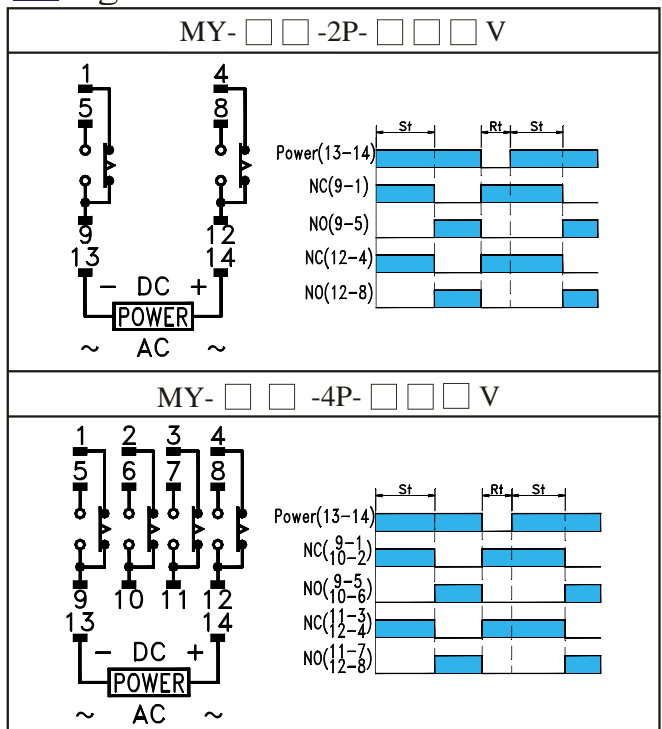 MY- □ □ -2P- □ □ □ V
1 4
5 8
9 12
13 14
− DC +
POWER
~ AC ~
St Rt St
Power(13-14)
NC(9-1)
NO(9-5)
NC(12-4)
NO(12-8)
MY- □ □ -4P- □ □ □ V
1 2 3 4
5 6 7 8
9 10 11 12
13 14
− DC +
POWER
~ AC ~
St Rt St
Power(13-14)
NC(9-1 10-2)
NO(9-5 10-6)
NC(11-3 12-4)
NO(11-7 12-8)